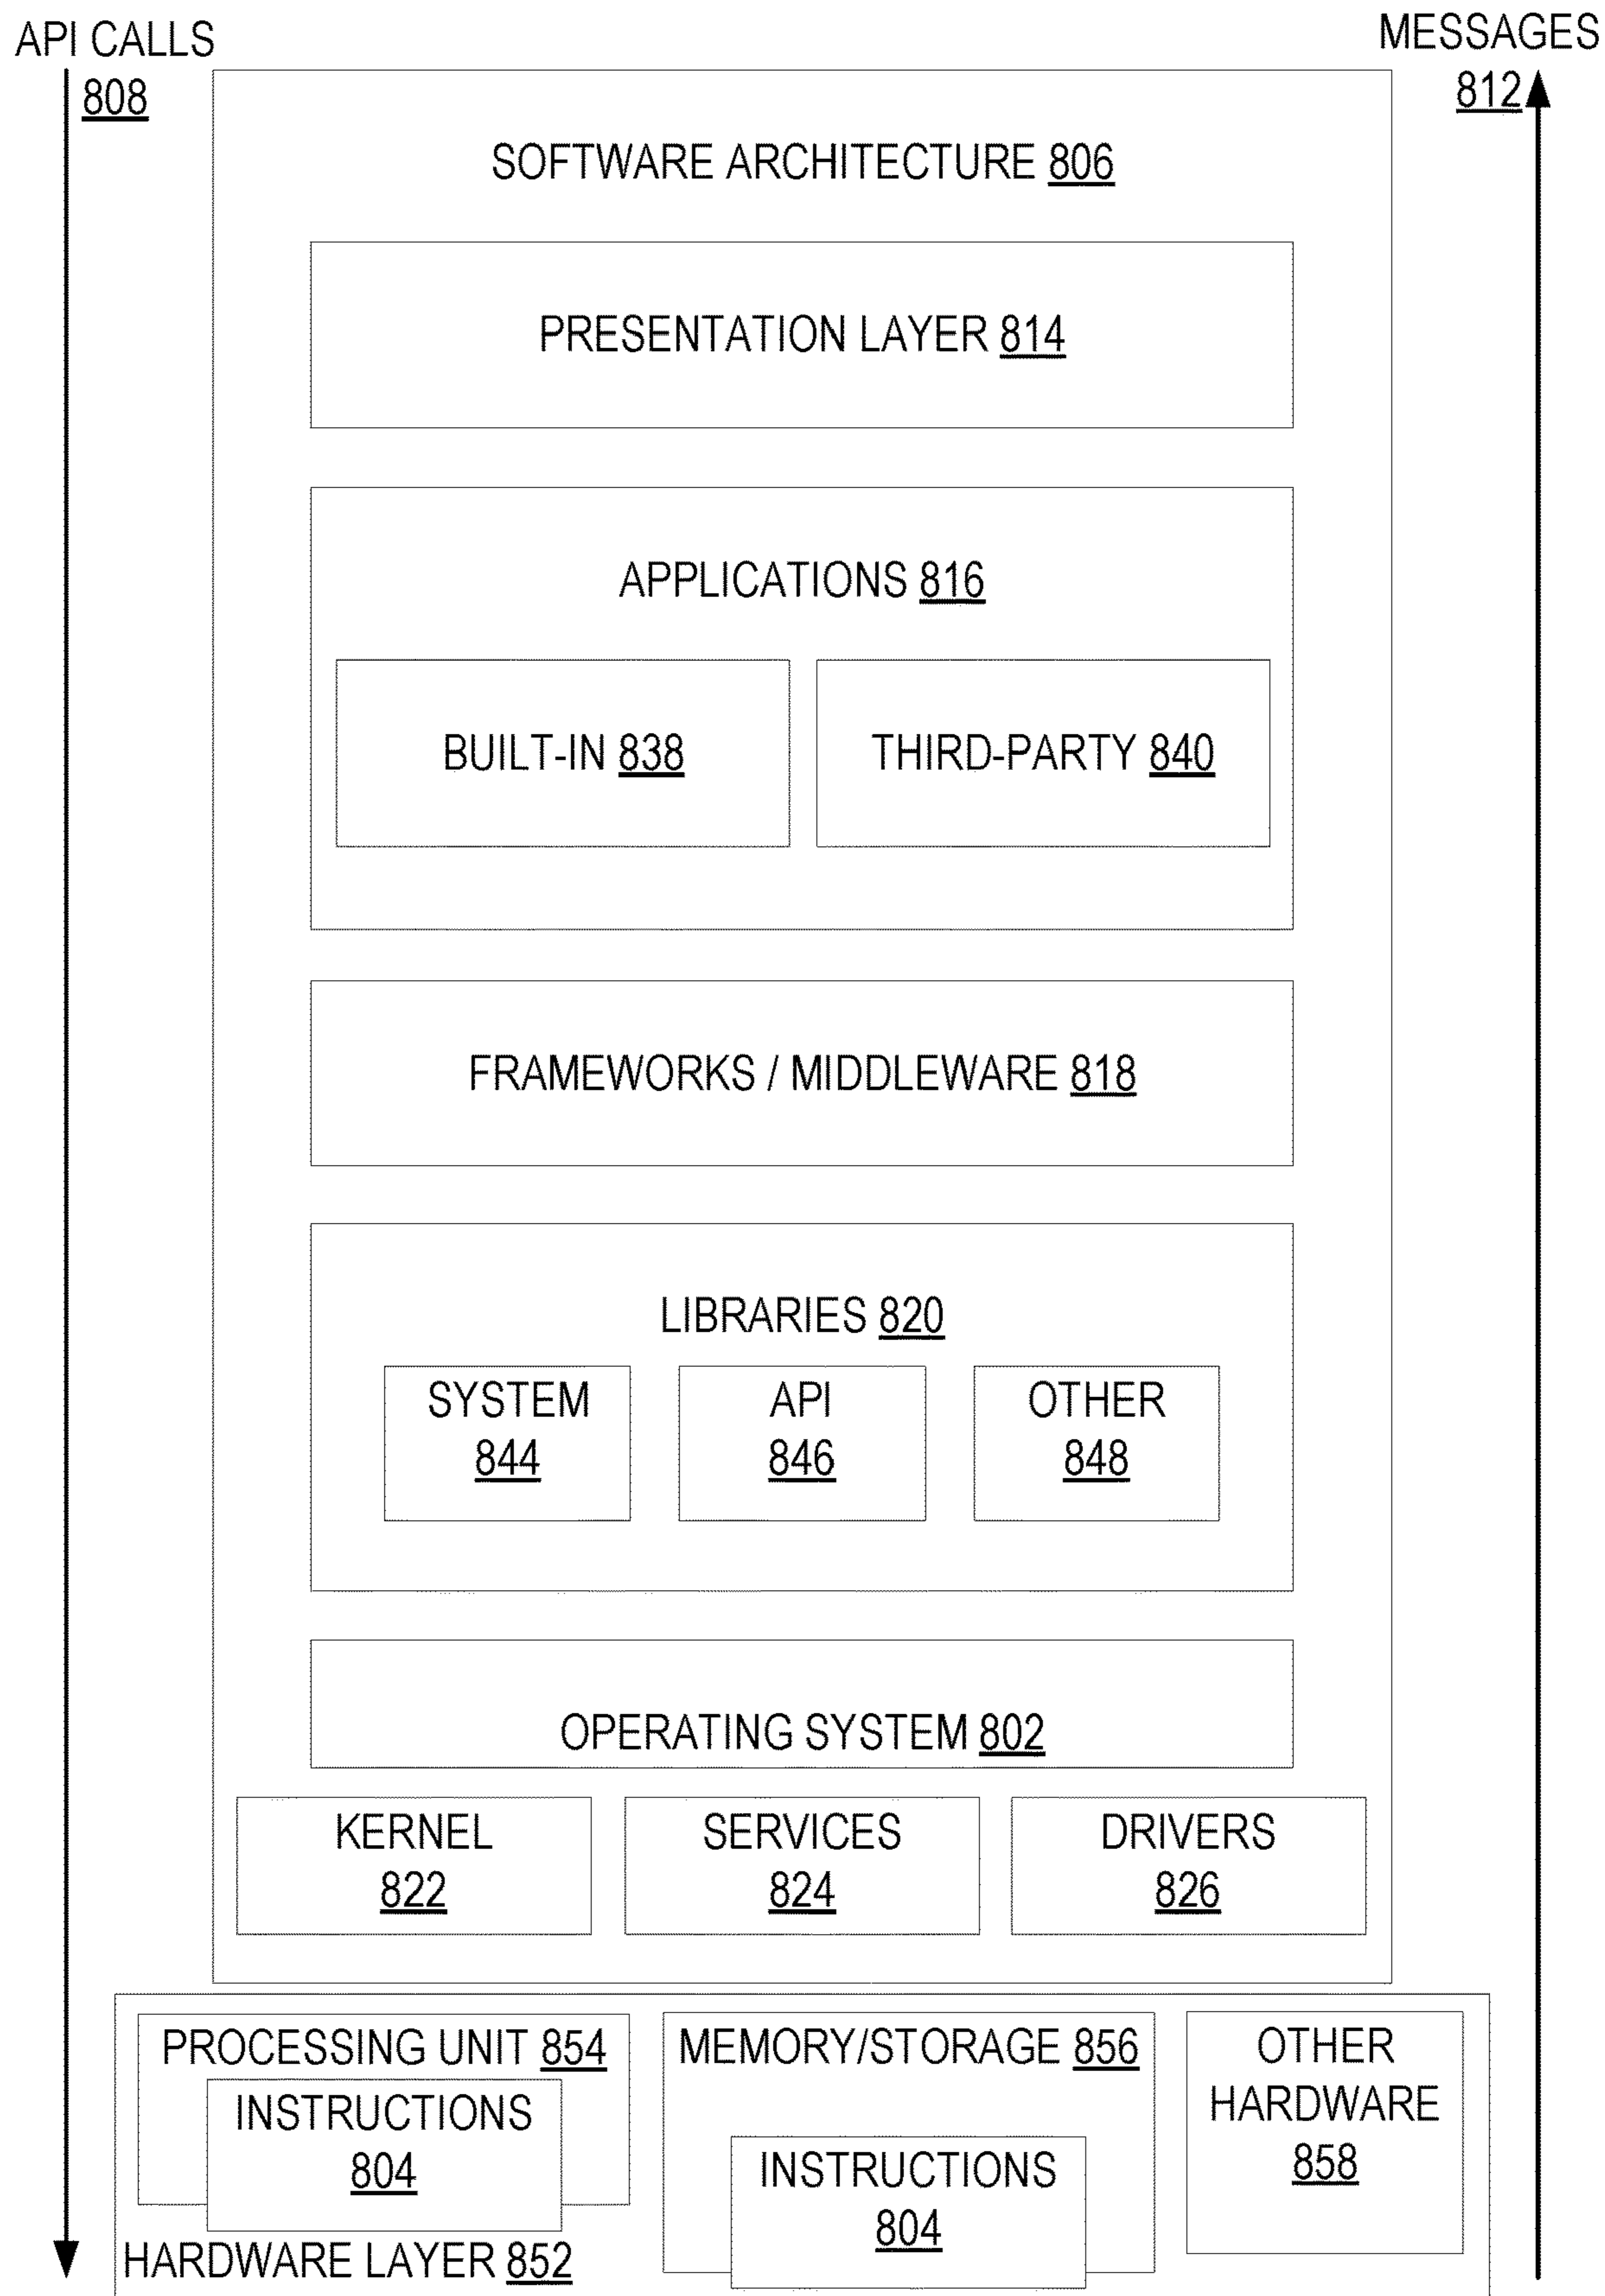 API CALLS
808
MESSAGES
812
SOFTWARE ARCHITECTURE 806
PRESENTATION LAYER 814
APPLICATIONS 816
BUILT-IN 838
THIRD-PARTY 840
FRAMEWORKS / MIDDLEWARE 818
LIBRARIES 820
SYSTEM
844
API
846
OTHER
848
OPERATING SYSTEM 802
KERNEL
822
SERVICES
824
DRIVERS
826
PROCESSING UNIT 854
INSTRUCTIONS
804
MEMORY/STORAGE 856
INSTRUCTIONS
804
OTHER
HARDWARE
858
HARDWARE LAYER 852